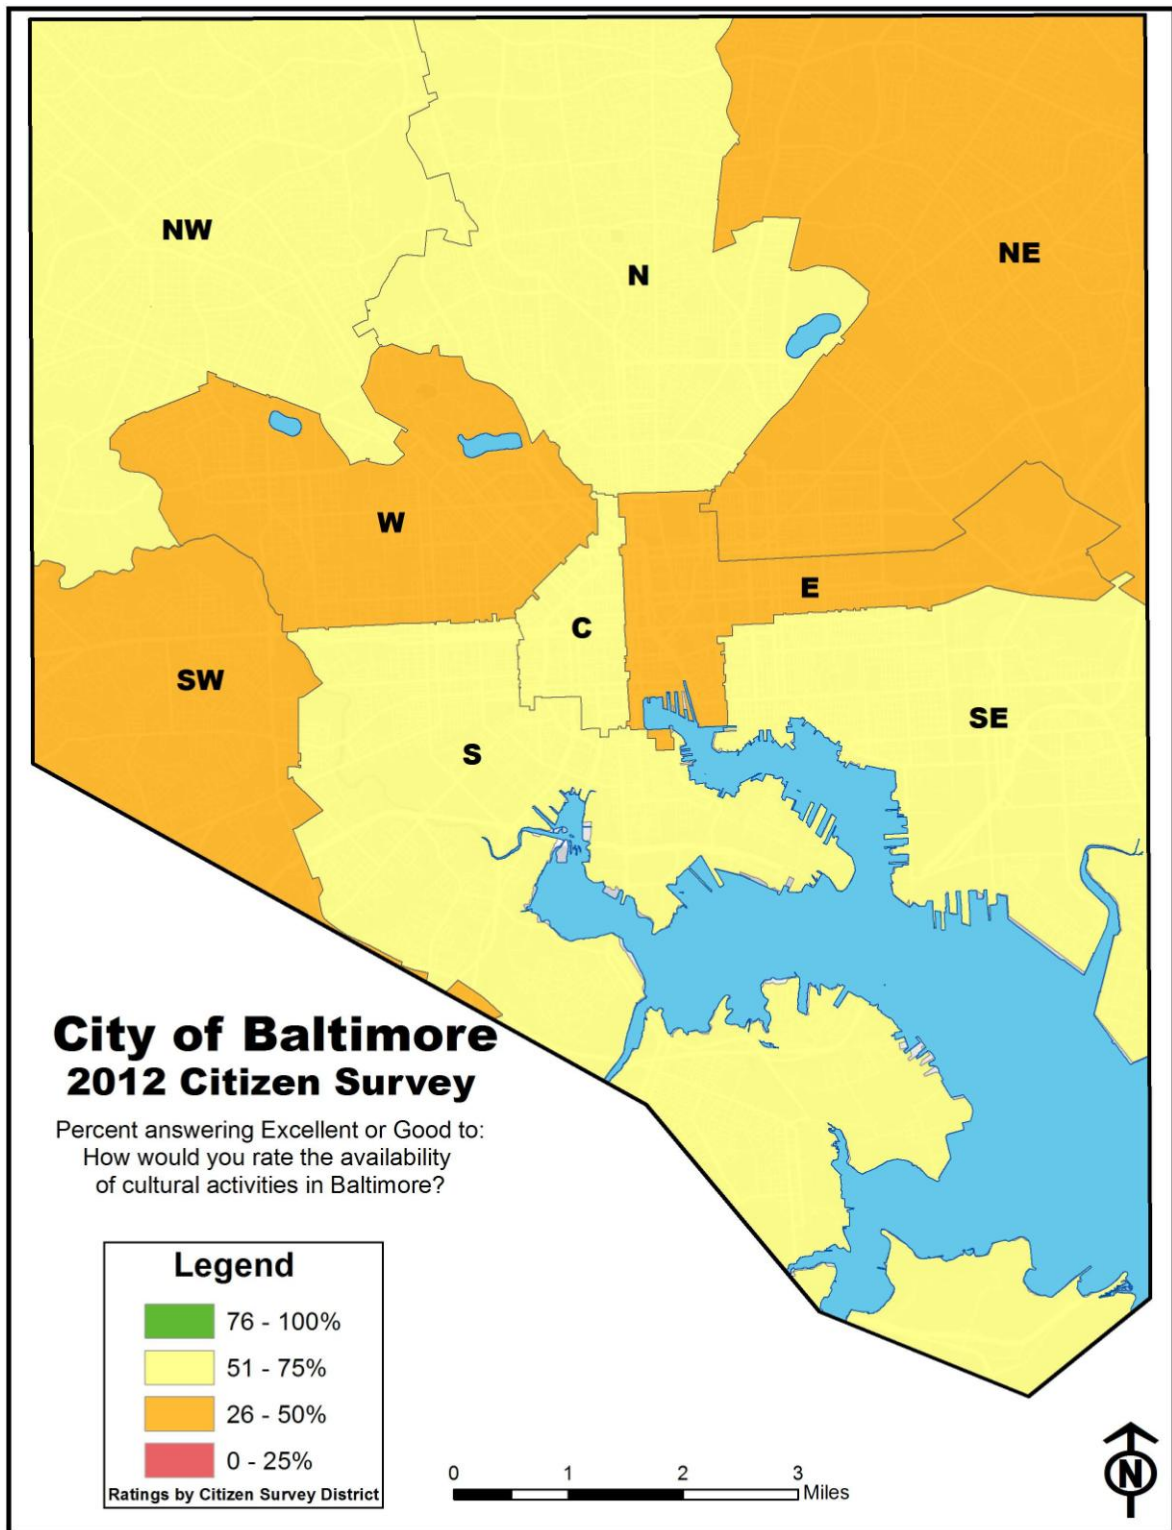 NW
N
NE
W
E
C
SW
SE
S
City of Baltimore
2012 Citizen Survey
Percent answering Excellent or Good to:
How would you rate the availability
of cultural activities in Baltimore?
Legend
76 - 100%
51 - 75%
26 - 50%
0 - 25%
Ratings by Citizen Survey District
0 1 2 3
Miles
N